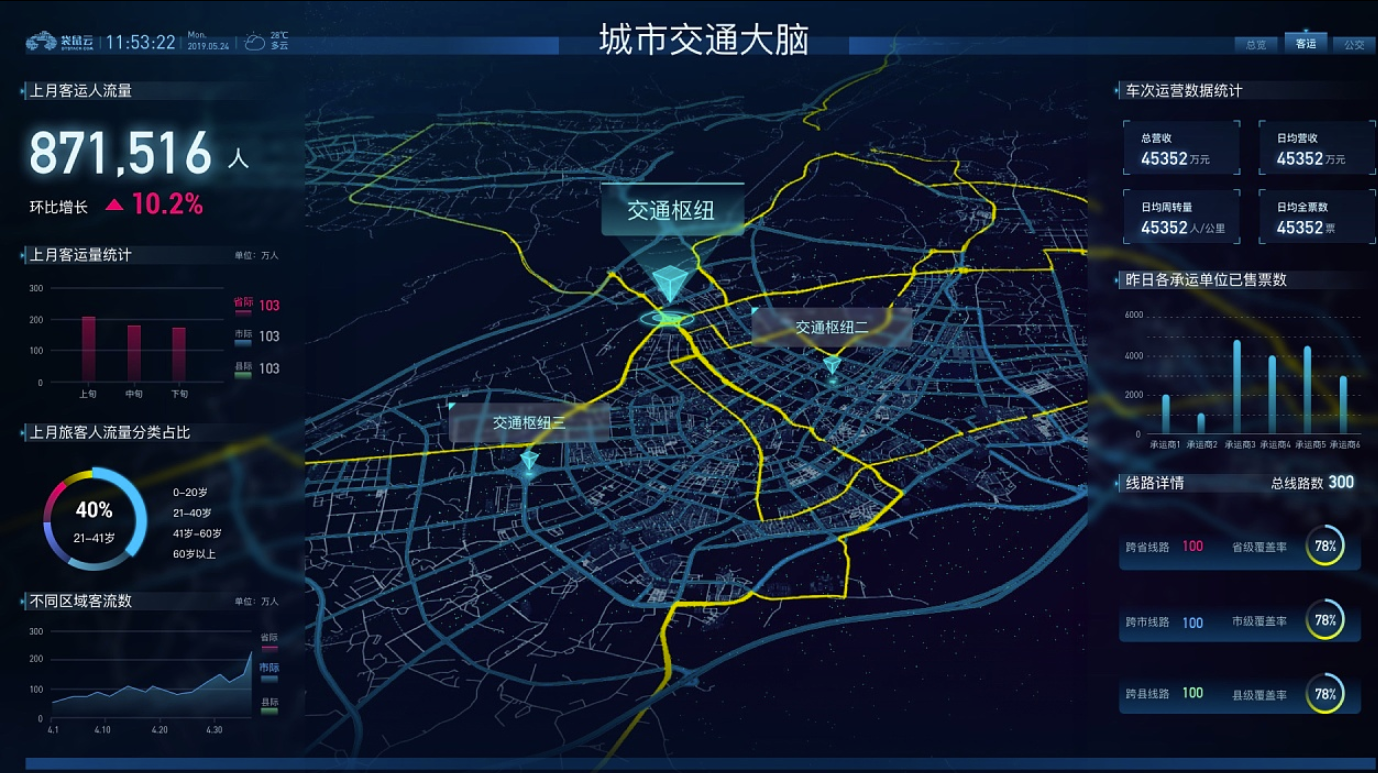 袋鼠云
11:53:22
Mon.
2019.05.24
28℃
多云
城市交通大脑
总览
客运
公交
上月客运人流量
871,516 人
环比增长 10.2%
上月客运量统计
单位：万人
300
200
100
0
上旬 中旬 下旬
省际 103
市际 103
县际 103
上月旅客人流量分类占比
40%
21-41岁
0-20岁
21-40岁
41岁-60岁
60岁以上
不同区域客流数
单位：万人
300
200
100
0
4.1 4.10 4.20 4.30
省际
市际
县际
交通枢纽
交通枢纽二
交通枢纽三
车次运营数据统计
总营收
45352万元
日均营收
45352万元
日均周转量
45352人/公里
日均全票数
45352票
昨日各承运单位已售票数
6000
4000
2000
0
承运商1 承运商2 承运商3 承运商4 承运商5 承运商6
线路详情
总线路数 300
跨省线路 100 省级覆盖率 78%
跨市线路 100 市级覆盖率 78%
跨县线路 100 县级覆盖率 78%